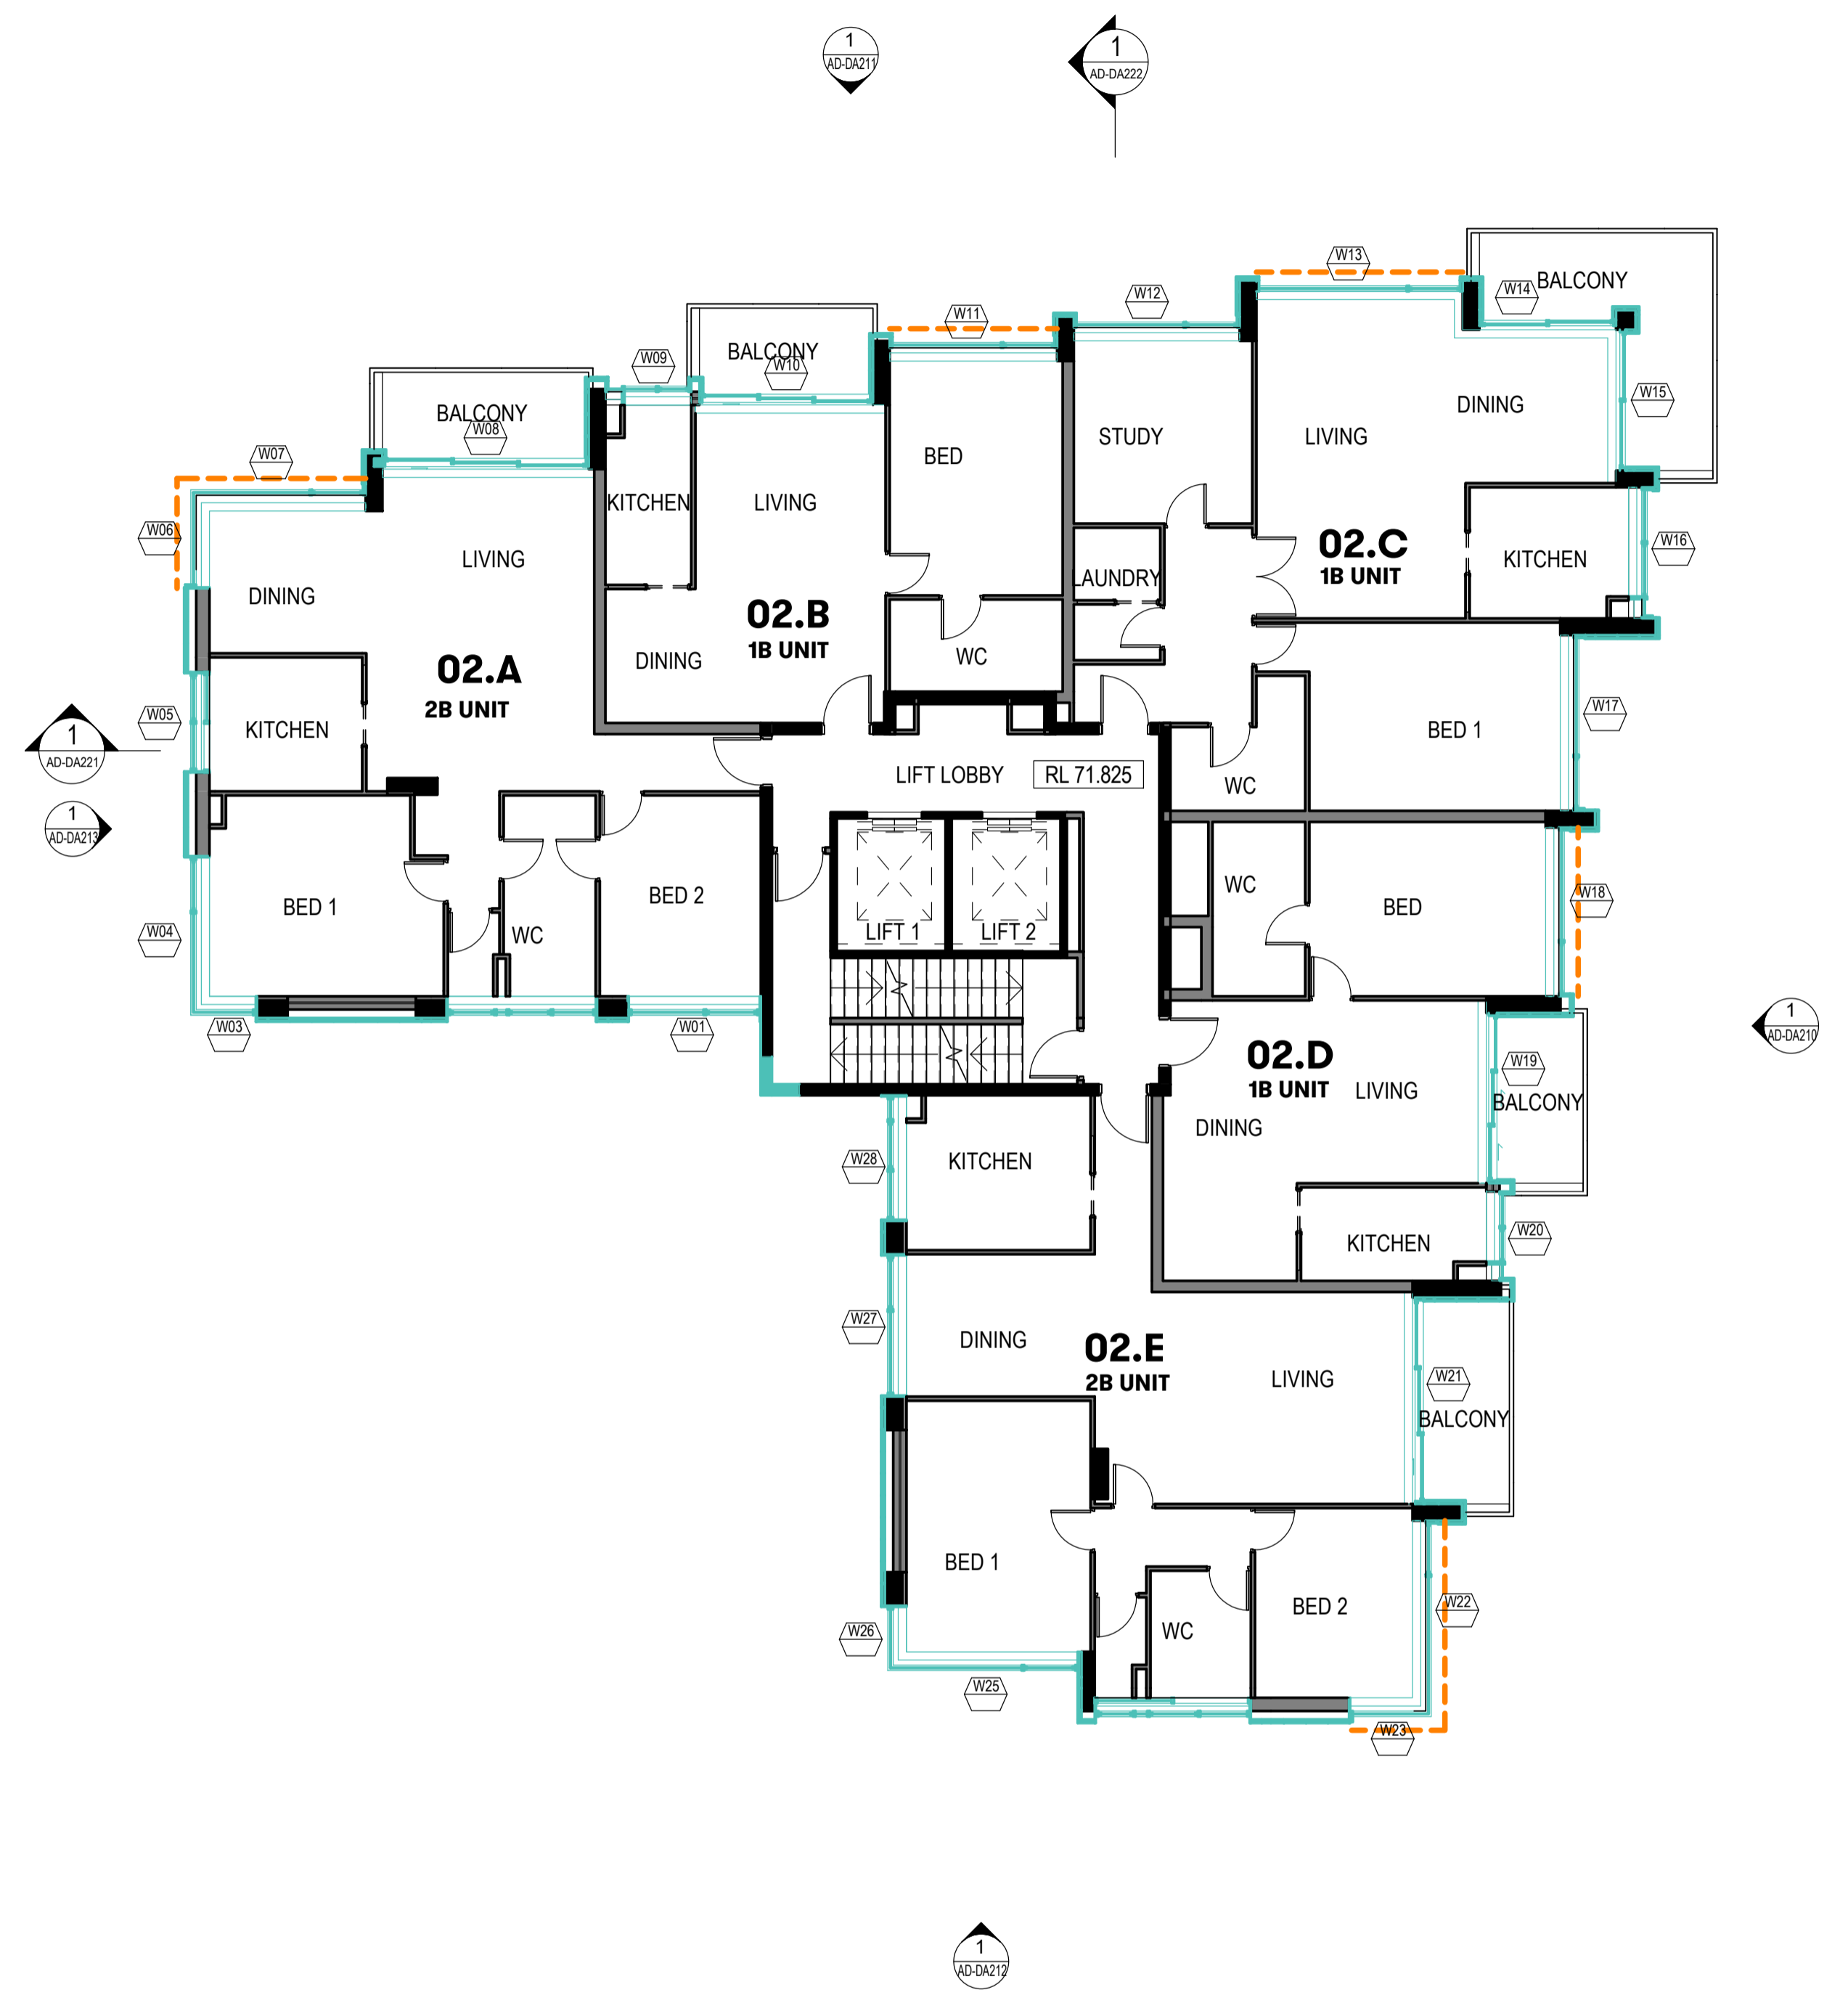 1
AD-DA211
1
AD-DA222
W13
BALCONY
W14
W12
W11
BALCONY
W10
W09
W15
DINING
BALCONY
W08
STUDY
LIVING
W07
BED
KITCHEN
LIVING
W06
LIVING
02.C
1B UNIT
W16
KITCHEN
DINING
LAUNDRY
02.B
1B UNIT
DINING
WC
02.A
2B UNIT
W05
KITCHEN
W17
BED 1
1
AD-DA221
LIFT LOBBY
RL 71.825
WC
1
AD-DA213
BED 1
BED 2
WC
BED
W18
W04
WC
LIFT 1
LIFT 2
W03
W01
1
AD-DA210
02.D
1B UNIT
LIVING
W19
BALCONY
DINING
W28
KITCHEN
KITCHEN
W20
W27
DINING
02.E
2B UNIT
LIVING
W21
BALCONY
BED 1
BED 2
W22
W26
WC
W25
W23
1
AD-DA212